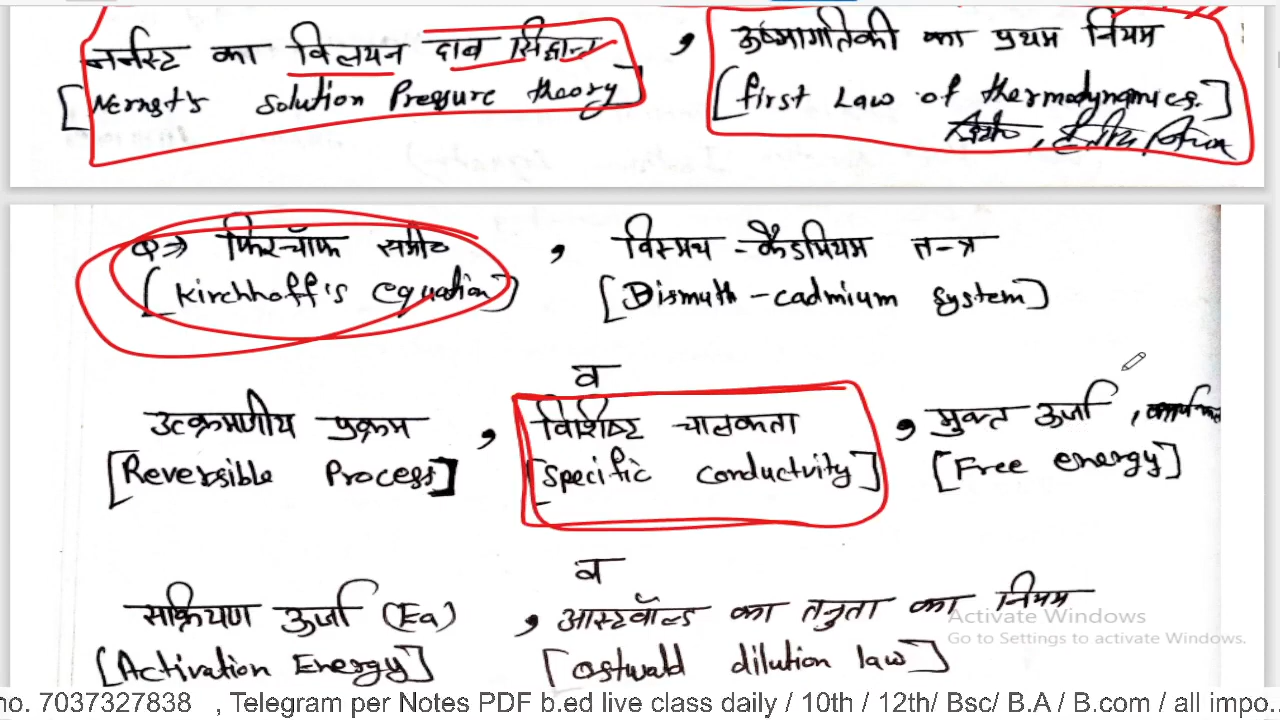 नर्नस्ट का विलयन दाब सिद्धान्त , ऊष्मागतिकी का प्रथम नियम
[Nernst's Solution Pressure theory] [first Law of thermodynamics.]
Q⇒ किरचॉफ समी० , विस्मथ - कैडमियम तन्त्र
[Kirchhoff's equation] [Bismuth - cadmium system]
व
उत्क्रमणीय प्रक्रम , विशिष्ट चालकता , मुक्त ऊर्जा ,
[Reversible Process] [Specific conductvity] [Free energy]
व
सक्रियण ऊर्जा (Ea) , आस्टवॉल्ड का तनुता का नियम
[Activation Energy] [Ostwald dilution law]
Activate Windows
Go to Settings to activate Windows.
no. 7037327838 , Telegram per Notes PDF b.ed live class daily / 10th / 12th/ Bsc/ B.A / B.com / all impo..